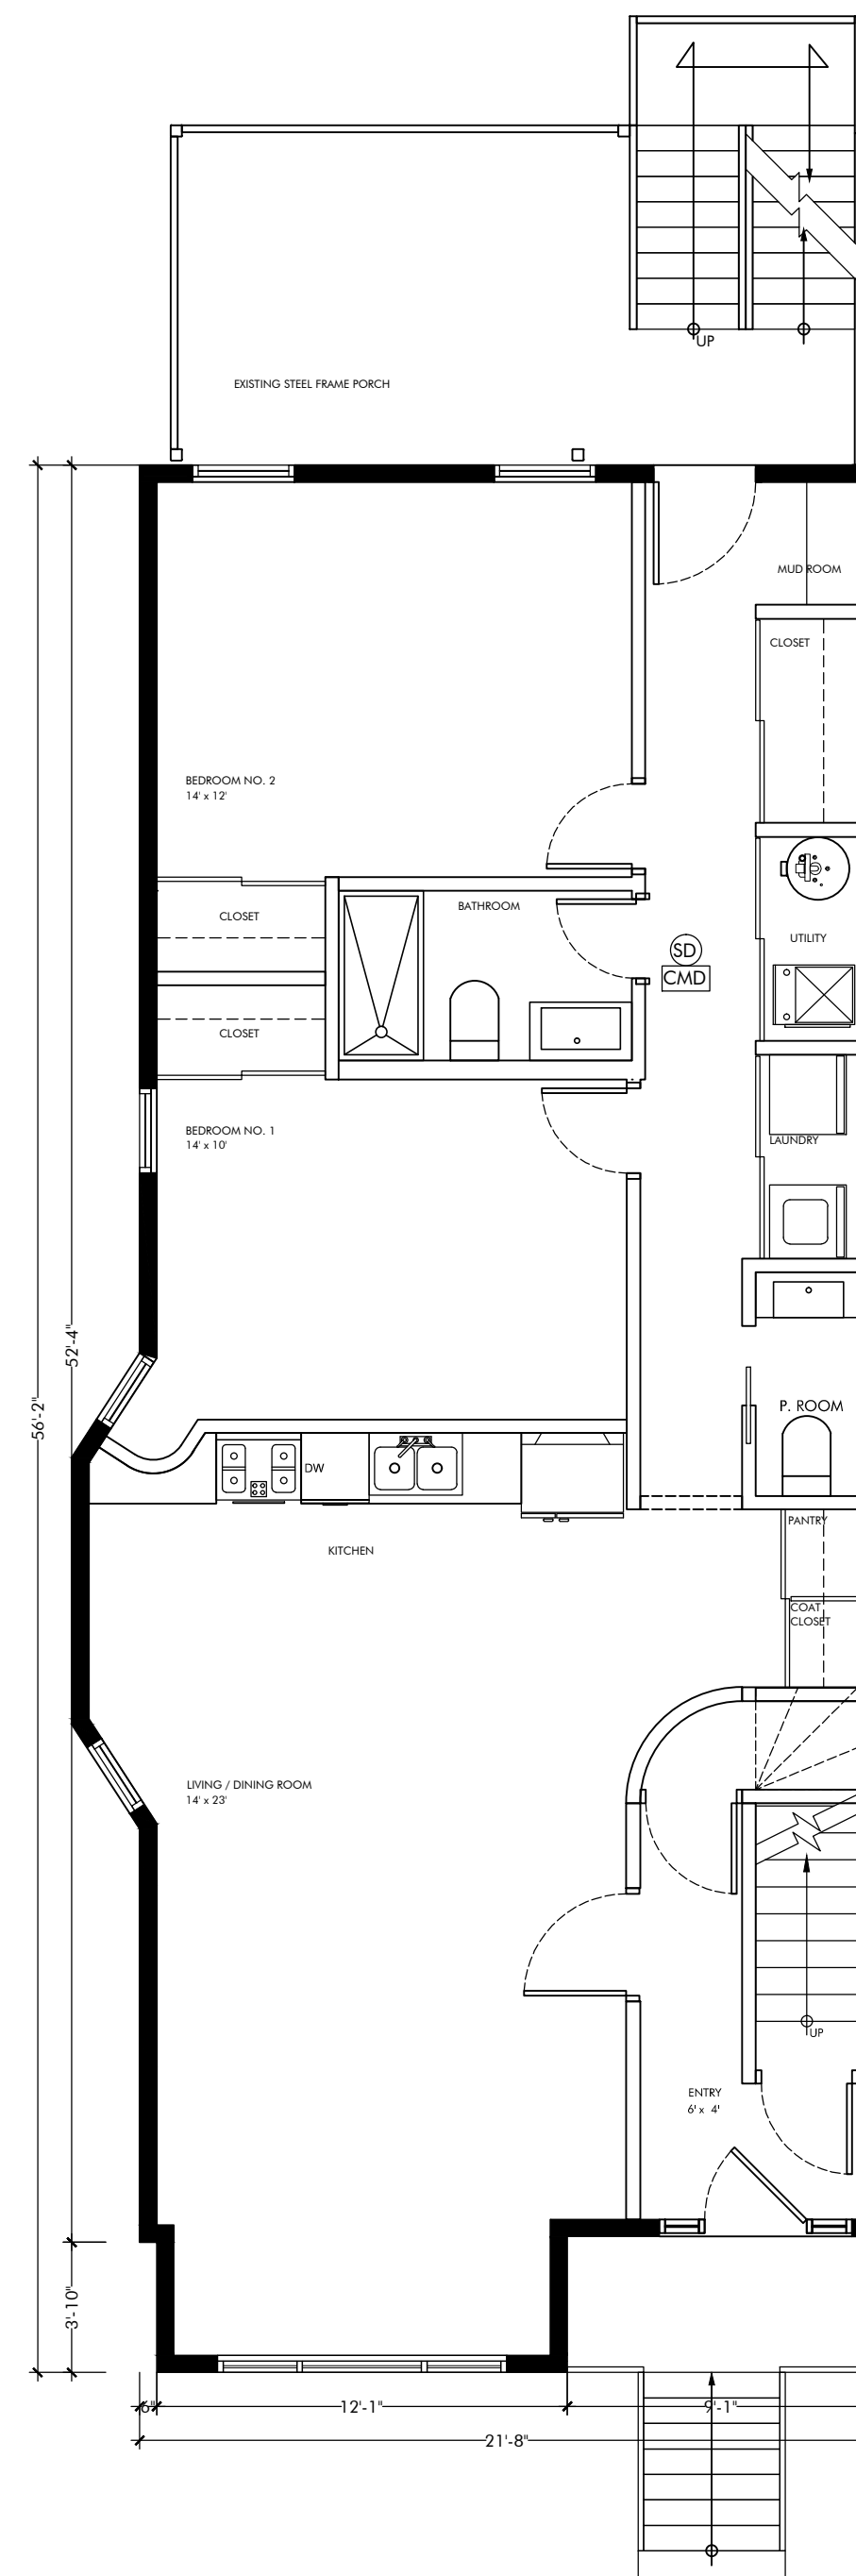 UP
EXISTING STEEL FRAME PORCH
MUD ROOM
CLOSET
BEDROOM NO. 2
14' x 12'
BATHROOM
CLOSET
UTILITY
SD
CMD
CLOSET
BEDROOM NO. 1
14' x 10'
LAUNDRY
52'-4"
56'-2"
P. ROOM
DW
PANTRY
KITCHEN
COAT
CLOSET
LIVING / DINING ROOM
14' x 23'
UP
ENTRY
6' x 4'
3'-10"
6"
12'-1"
9'-1"
21'-8"